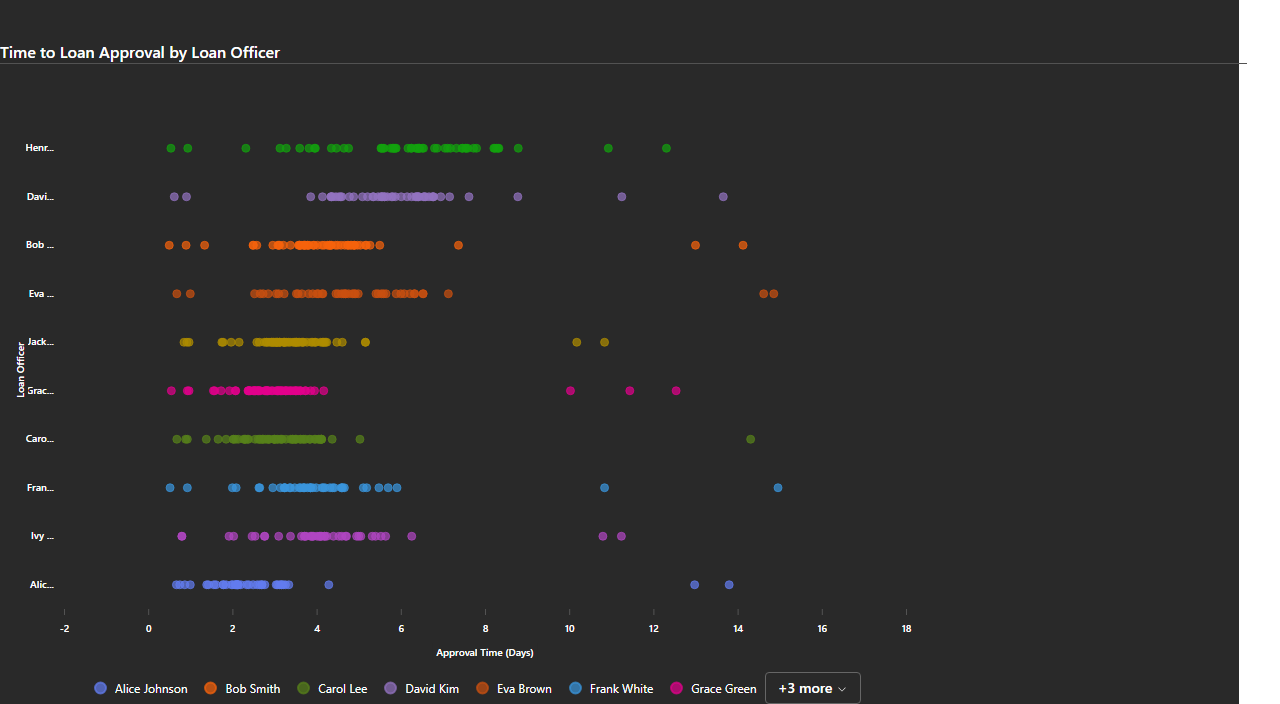 Time to Loan Approval by Loan Officer
Henr...
Davi...
Bob ...
Eva ...
Jack...
Grac...
Caro...
Fran...
Ivy ...
Alic...
Loan Officer
-2 0 2 4 6 8 10 12 14 16 18
Approval Time (Days)
Alice Johnson Bob Smith Carol Lee David Kim Eva Brown Frank White Grace Green +3 more